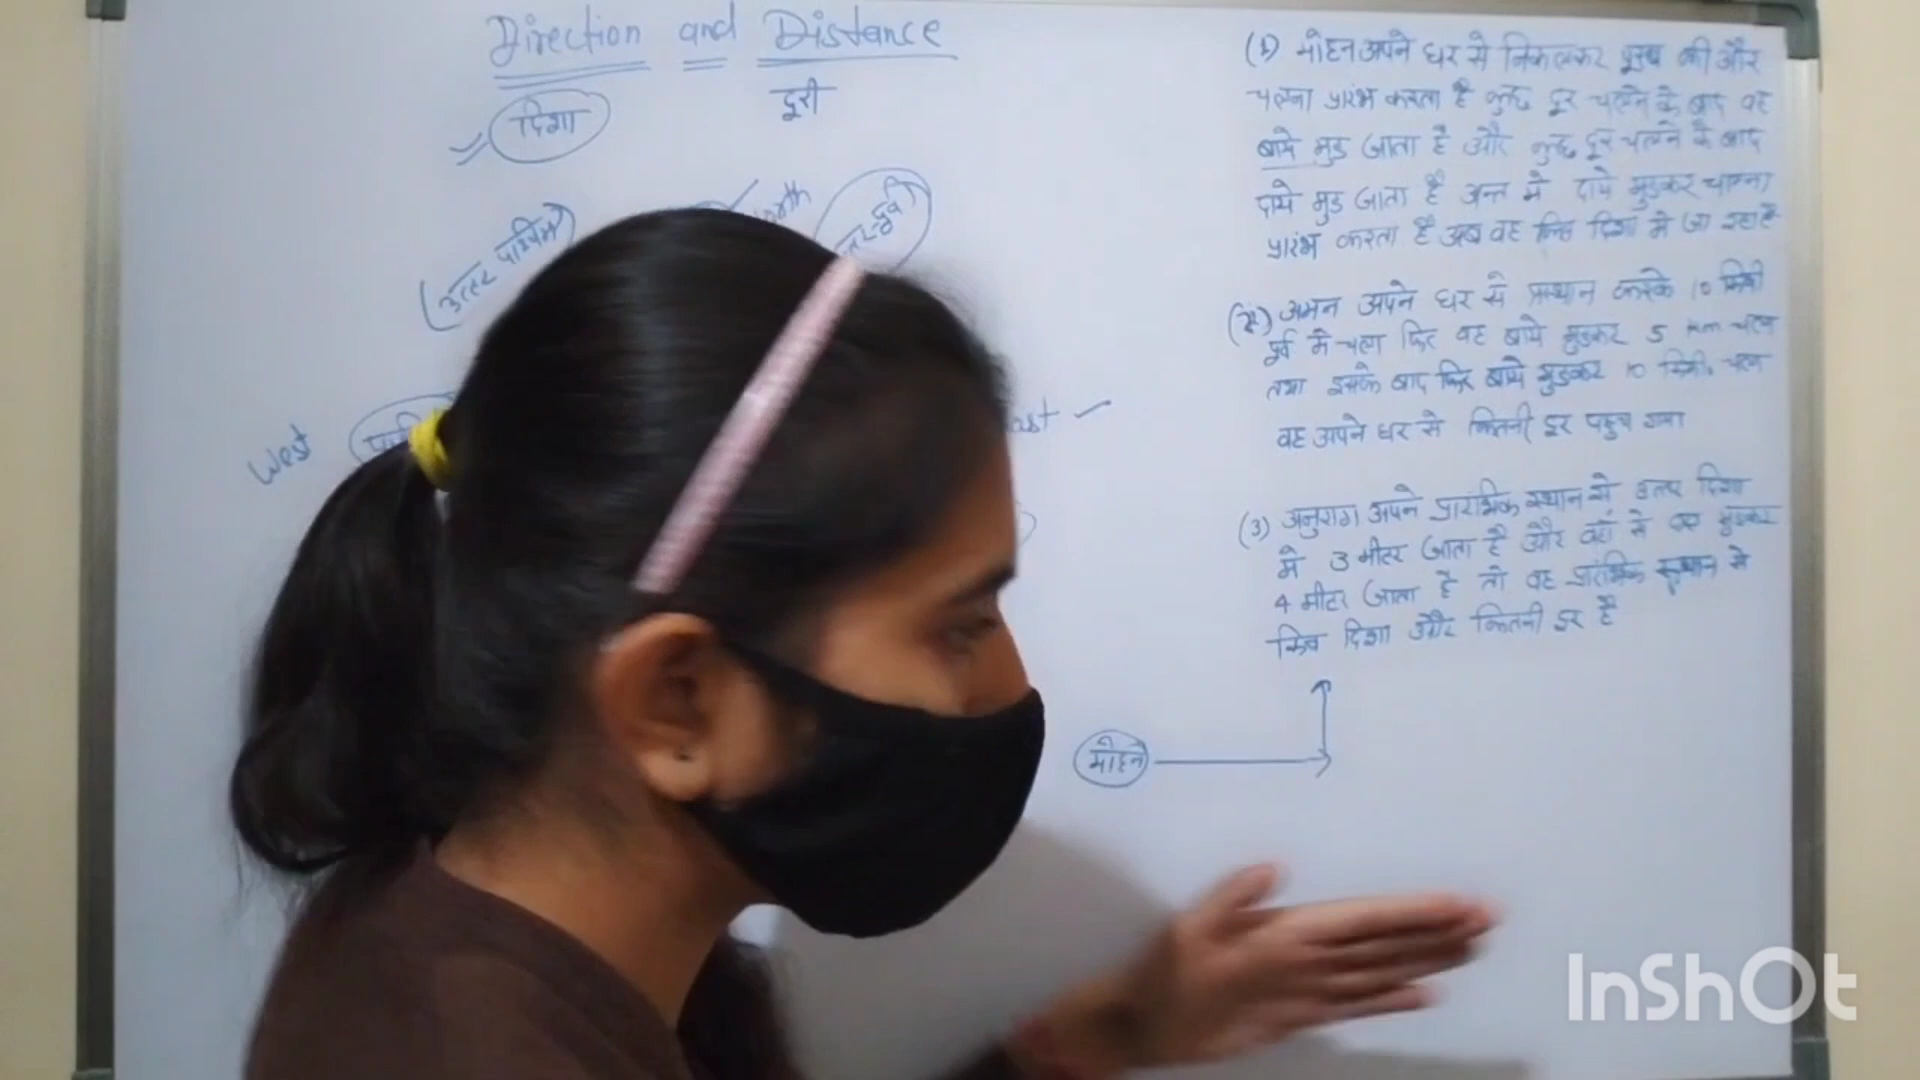 Direction and Distance
दिशा
दूरी
(उत्तर पश्चिम)
West
(1) मोहन अपने घर से निकलकर पूरब की और
चलना प्रारंभ करता है कुछ दूर चलने के बाद वह
बाये मुड जाता है और कुछ दूर चलने के बाद
दाये मुड जाता है अन्त मे दाये मुडकर चलना
प्रारंभ करता है अब वह किस दिशा मे जा रहा है
(2) अमन अपने घर से प्रस्थान करके 10 किमी
पूर्व मे चला फिर वह बाये मुडकर 5 km चला
तथा इसके बाद फिर बाये मुडकर 10 किमी. चला
वह अपने घर से कितनी दूर पहुच गया
(3) अनुराग अपने प्रारंभिक स्थान से उत्तर दिशा
मे 3 मीटर जाता है और वहाँ से मुडकर
4 मीटर जाता है तो वह प्रारंभिक स्थान से
किस दिशा और कितनी दूर है
मोहन
InShOt